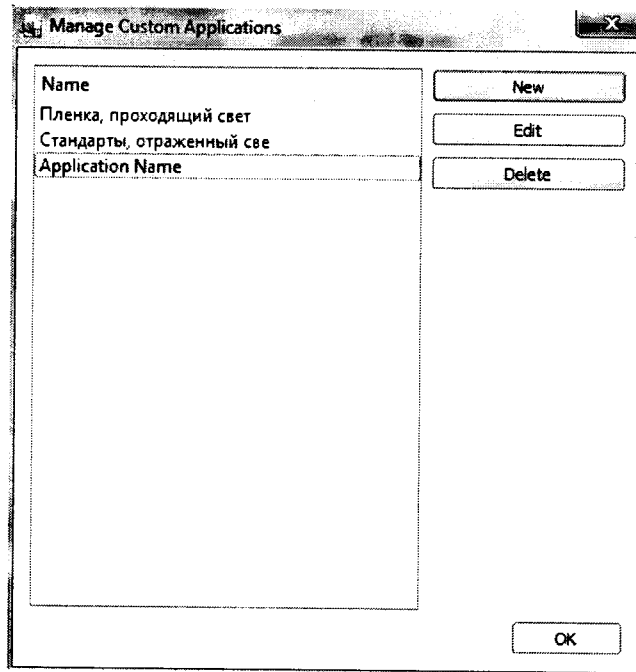 Manage Custom Applications
Name
New
Пленка, проходящий свет
Edit
Стандарты, отраженный све
Application Name
Delete
OK